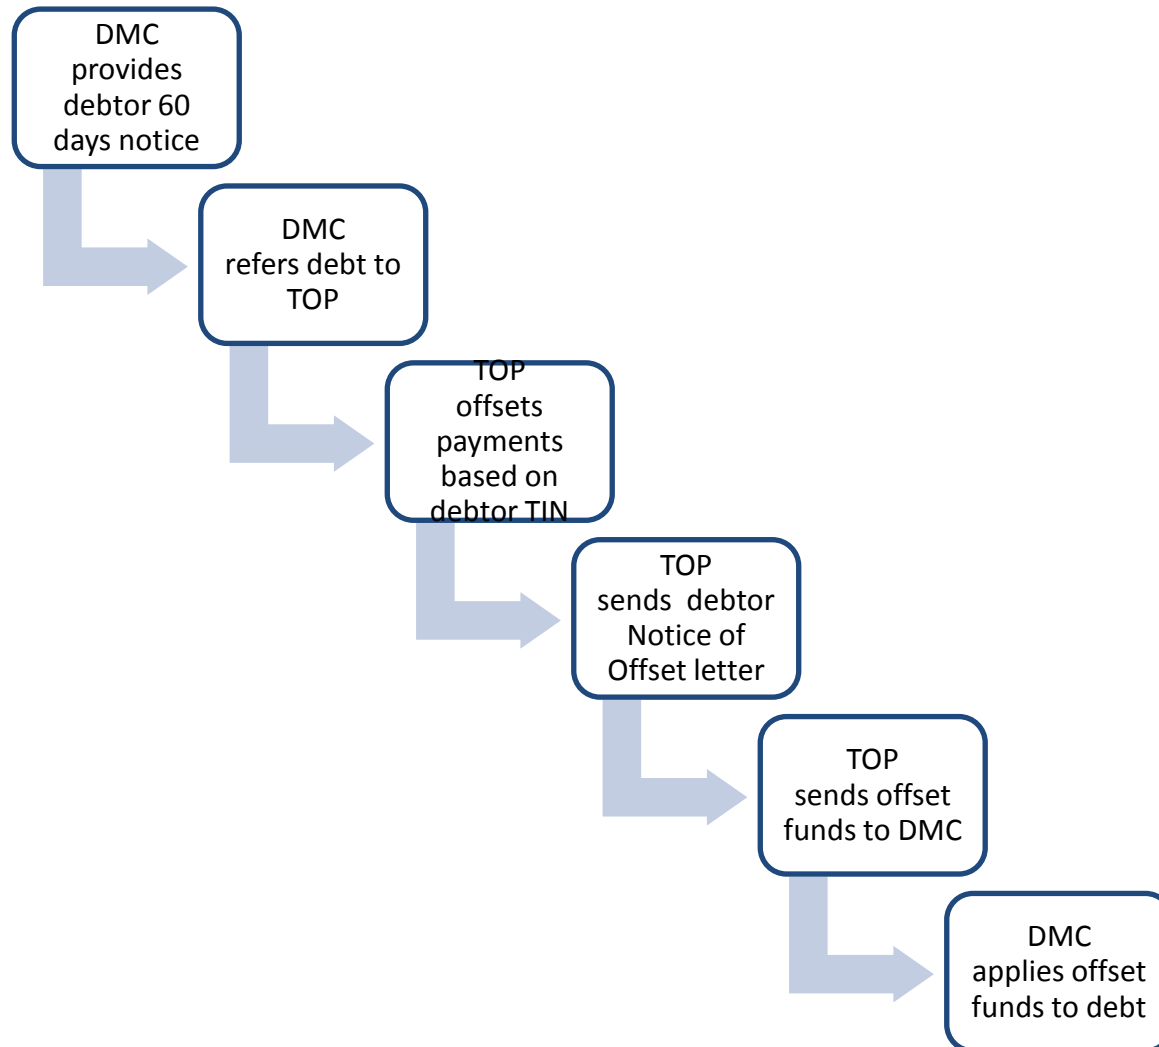 DMC
provides
debtor 60
days notice
DMC
refers debt to
TOP
TOP
offsets
payments
based on
debtor TIN
TOP
sends  debtor
Notice of
Offset letter
TOP
sends offset
funds to DMC
DMC
applies offset
funds to debt